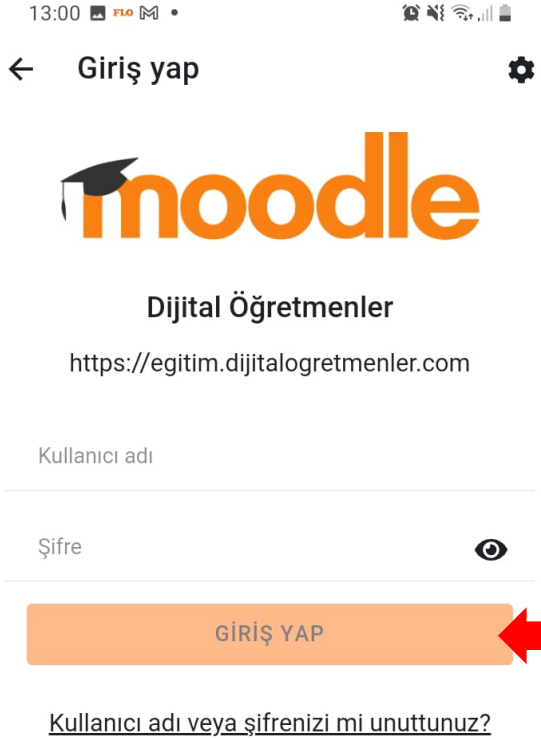 13:00 FLO
Giriş yap
moodle
Dijital Öğretmenler
https://egitim.dijitalogretmenler.com
Kullanıcı adı
Şifre
GİRİŞ YAP
Kullanıcı adı veya şifrenizi mi unuttunuz?